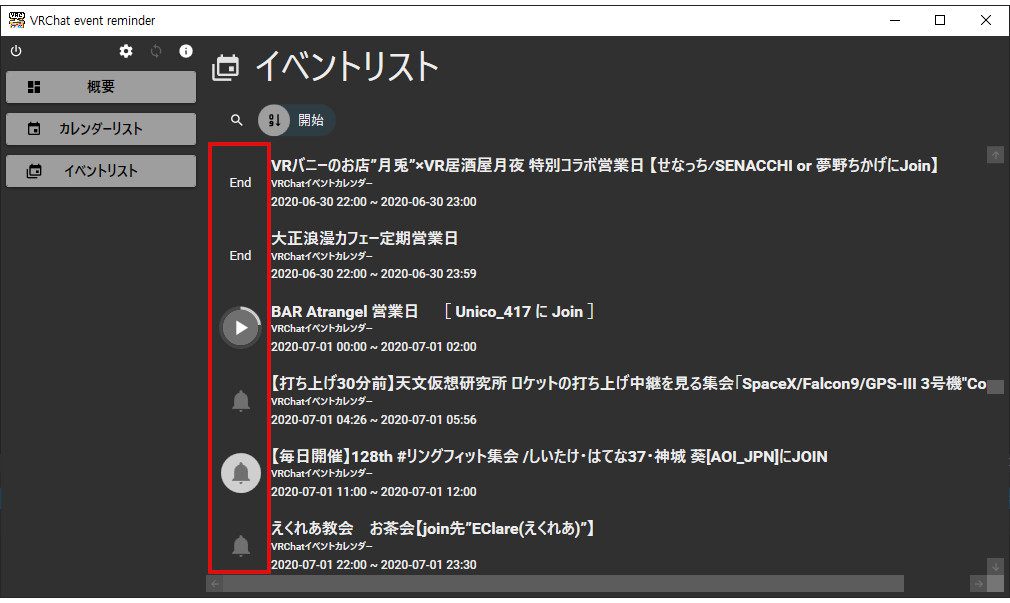 VRChat event reminder
概要
カレンダーリスト
イベントリスト
イベントリスト
開始
End
VRバニーのお店”月兎”×VR居酒屋月夜 特別コラボ営業日【せなっち/SENACCHI or 夢野ちかげにJoin】
VRChatイベントカレンダー
2020-06-30 22:00 ~ 2020-06-30 23:00
End
大正浪漫カフェー定期営業日
VRChatイベントカレンダー
2020-06-30 22:00 ~ 2020-06-30 23:59
BAR Atrangel 営業日 ［ Unico_417 に Join ］
VRChatイベントカレンダー
2020-07-01 00:00 ~ 2020-07-01 02:00
【打ち上げ30分前】天文仮想研究所 ロケットの打ち上げ中継を見る集会「SpaceX/Falcon9/GPS-III 3号機"Co
VRChatイベントカレンダー
2020-07-01 04:26 ~ 2020-07-01 05:56
【毎日開催】128th #リングフィット集会 /しいたけ・はてな37・神城 葵[AOI_JPN]にJOIN
VRChatイベントカレンダー
2020-07-01 11:00 ~ 2020-07-01 12:00
えくれあ教会　お茶会【join先”EClare(えくれあ)”】
VRChatイベントカレンダー
2020-07-01 22:00 ~ 2020-07-01 23:30